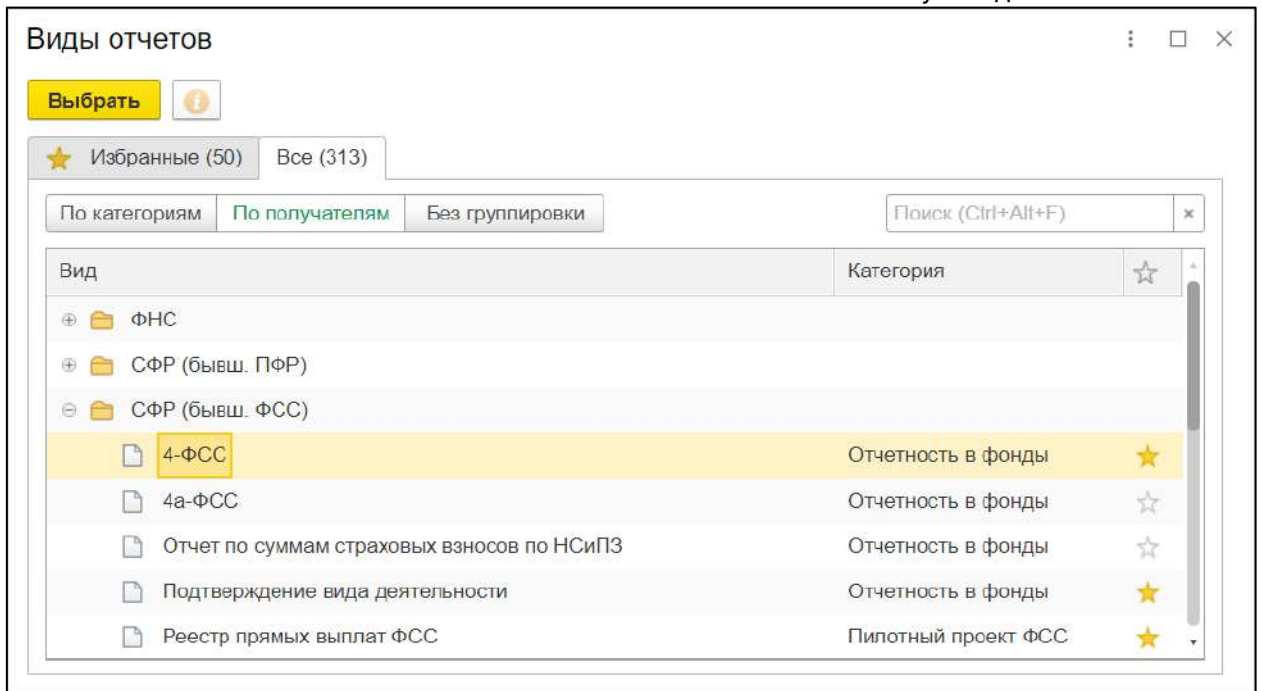 Виды отчетов
Выбрать
Избранные (50) Все (313)
По категориям По получателям Без группировки Поиск (Ctrl+Alt+F)
Вид Категория
ФНС
СФР (бывш. ПФР)
СФР (бывш. ФСС)
4-ФСС Отчетность в фонды
4а-ФСС Отчетность в фонды
Отчет по суммам страховых взносов по НСиПЗ Отчетность в фонды
Подтверждение вида деятельности Отчетность в фонды
Реестр прямых выплат ФСС Пилотный проект ФСС